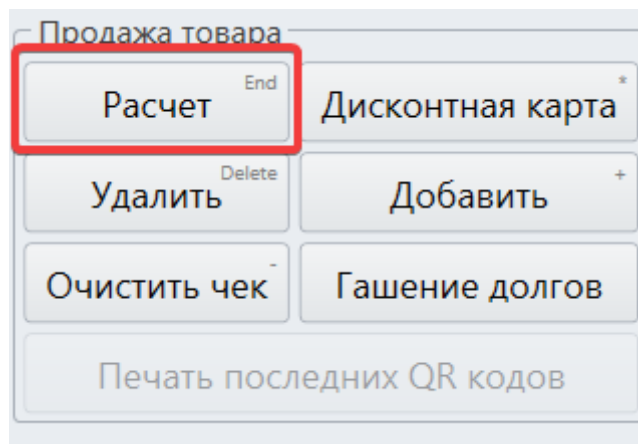 Продажа товара
Расчет End
Дисконтная карта *
Удалить Delete
Добавить +
Очистить чек -
Гашение долгов
Печать последних QR кодов